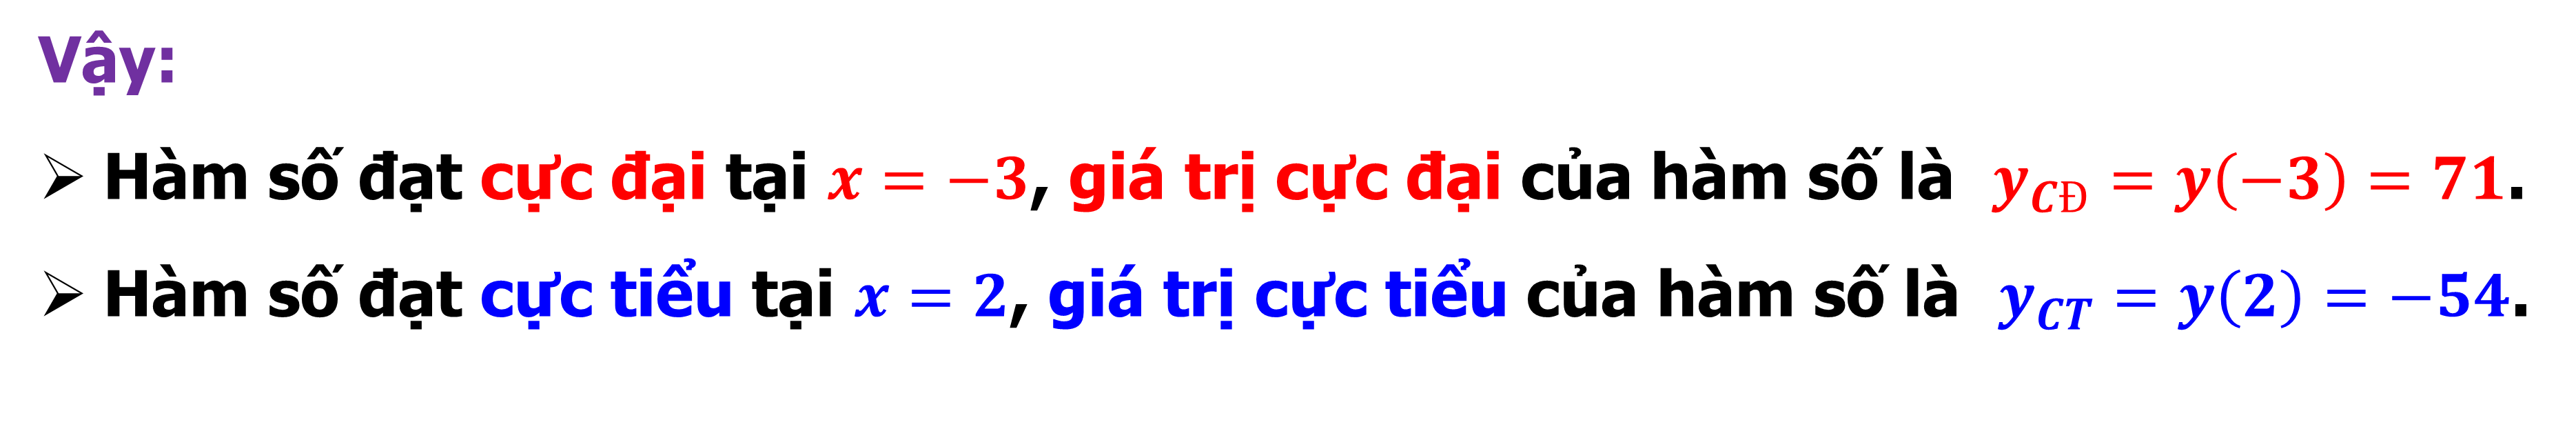 Vậy:
➢ Hàm số đạt cực đại tại x = −3, giá trị cực đại của hàm số là y_CĐ = y(−3) = 71.
➢ Hàm số đạt cực tiểu tại x = 2, giá trị cực tiểu của hàm số là y_CT = y(2) = −54.